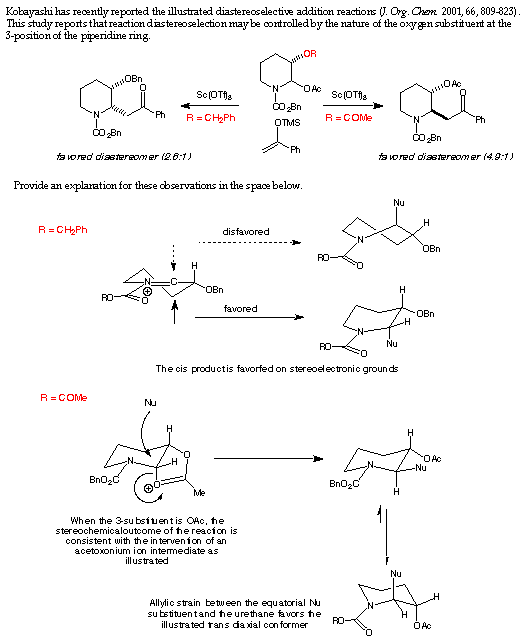 Kobayashi has recently reported the illustrated diastereoselective addition reactions (J. Org. Chem. 2001, 66, 809-823).
This study reports that reaction diastereoselection may be controlled by the nature of the oxygen substituent at the
3-position of the piperidine ring.
OBn
N
O
Ph
CO2Bn
favored diastereomer (2.6:1)
Sc(OTf)3
R = CH2Ph
OR
N
OAc
CO2Bn
OTMS
Ph
Sc(OTf)3
R = COMe
OAc
N
O
Ph
CO2Bn
favored diastereomer (4.9:1)
Provide an explanation for these observations in the space below.
R = CH2Ph
disfavored
Nu
H
N
OBn
RO
O
H
N
C
⊕
OBn
RO
O
favored
H
OBn
N
H
RO
Nu
O
The cis product is favorfed on stereoelectronic grounds
R = COMe
Nu
H
O
N
H
BnO2C
⊕
O
Me
H
OAc
N
Nu
BnO2C
H
When the 3-substituent is OAc, the
stereochemicaloutcome of the reaction is
consistent with the intervention of an
acetoxonium ion intermediate as
illustrated
Allylic strain between the equatorial Nu
substituent and the urethane favors the
illustrated trans diaxial conformer
Nu
H
N
H
RO
O
OAc